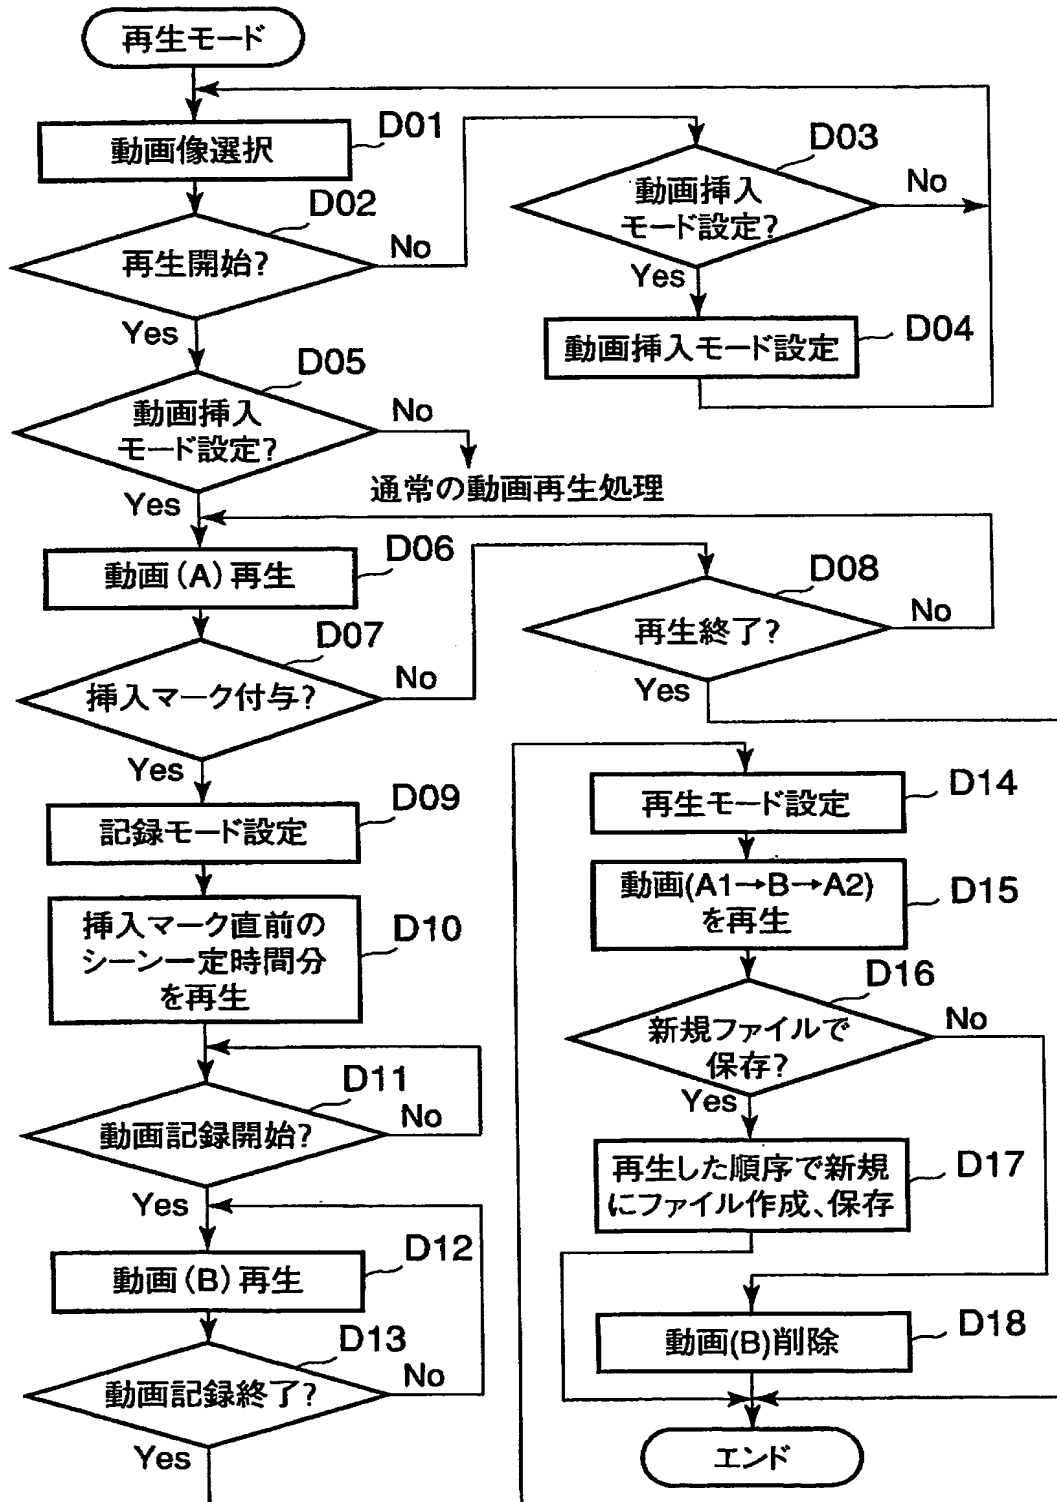 再生モード
動画像選択
D01
再生開始?
D02
No
Yes
動画挿入
モード設定?
D03
No
Yes
動画挿入モード設定
D04
動画挿入
モード設定?
D05
No
通常の動画再生処理
Yes
動画(A)再生
D06
挿入マーク付与?
D07
No
Yes
再生終了?
D08
No
Yes
記録モード設定
D09
挿入マーク直前の
シーン一定時間分
を再生
D10
動画記録開始?
D11
No
Yes
動画(B)再生
D12
動画記録終了?
D13
No
Yes
再生モード設定
D14
動画(A1→B→A2)
を再生
D15
新規ファイルで
保存?
D16
No
Yes
再生した順序で新規
にファイル作成、保存
D17
動画(B)削除
D18
エンド